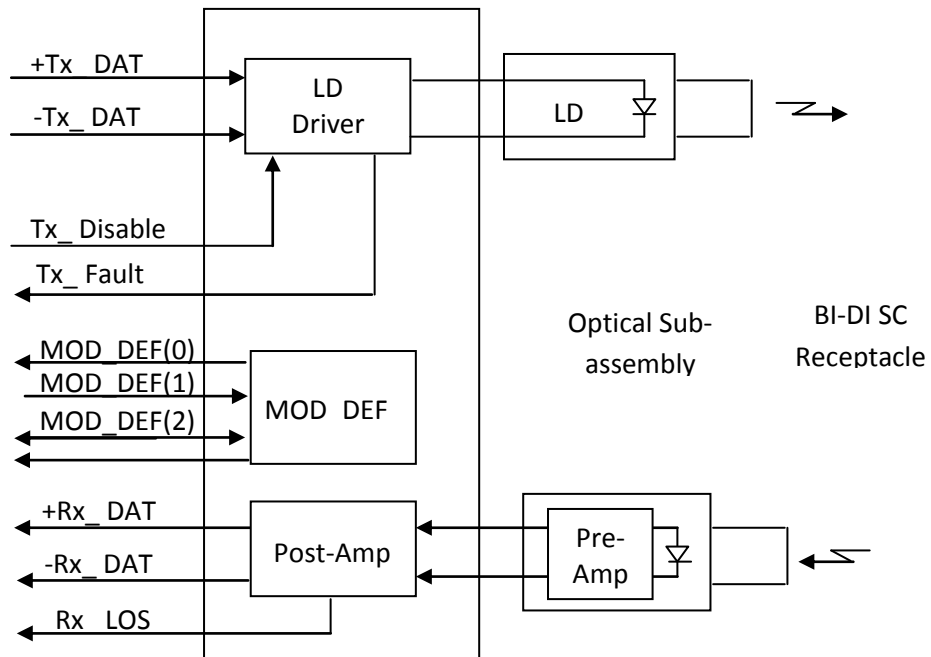 +Tx_ DAT
-Tx_ DAT
Tx_ Disable
Tx_ Fault
MOD_DEF(0)
MOD_DEF(1)
MOD_DEF(2)
+Rx_ DAT
-Rx_ DAT
Rx LOS
LD
Driver
MOD DEF
Post-Amp
LD
Pre-
Amp
Optical Sub-
assembly
BI-DI SC
Receptacle